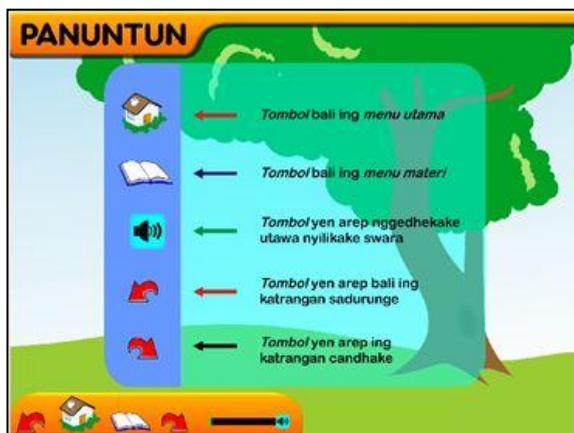 PANUNTUN
Tombol bali ing menu utama
Tombol bali ing menu materi
Tombol yen arep nggedhekake
utawa nyilikake swara
Tombol yen arep bali ing
katrangan sadurunge
Tombol yen arep ing
katrangan candhake